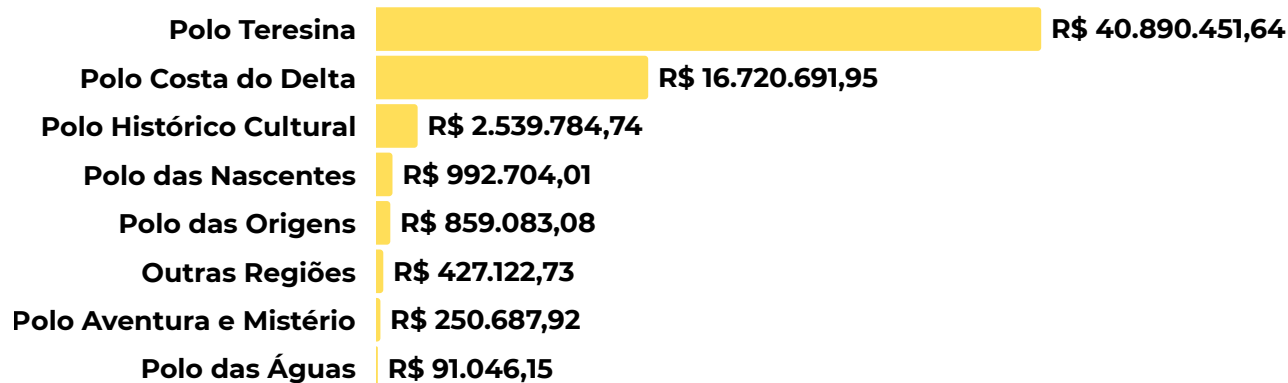 Polo Teresina R$ 40.890.451,64
Polo Costa do Delta R$ 16.720.691,95
Polo Histórico Cultural R$ 2.539.784,74
Polo das Nascentes R$ 992.704,01
Polo das Origens R$ 859.083,08
Outras Regiões R$ 427.122,73
Polo Aventura e Mistério R$ 250.687,92
Polo das Águas R$ 91.046,15